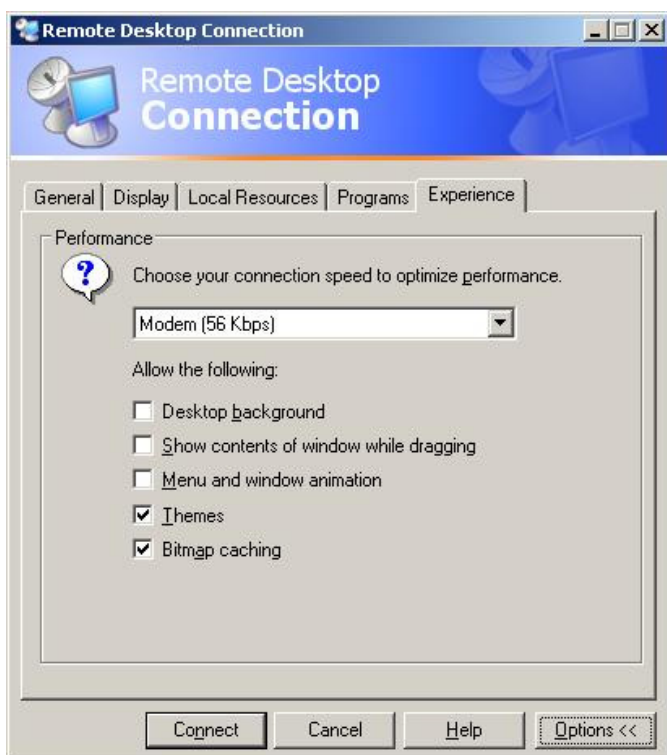 Remote Desktop Connection
Remote Desktop
Connection
General Display Local Resources Programs Experience
Performance
?
Choose your connection speed to optimize performance.
Modem (56 Kbps)
Allow the following:
Desktop background
Show contents of window while dragging
Menu and window animation
Themes
Bitmap caching
Connect Cancel Help Options <<